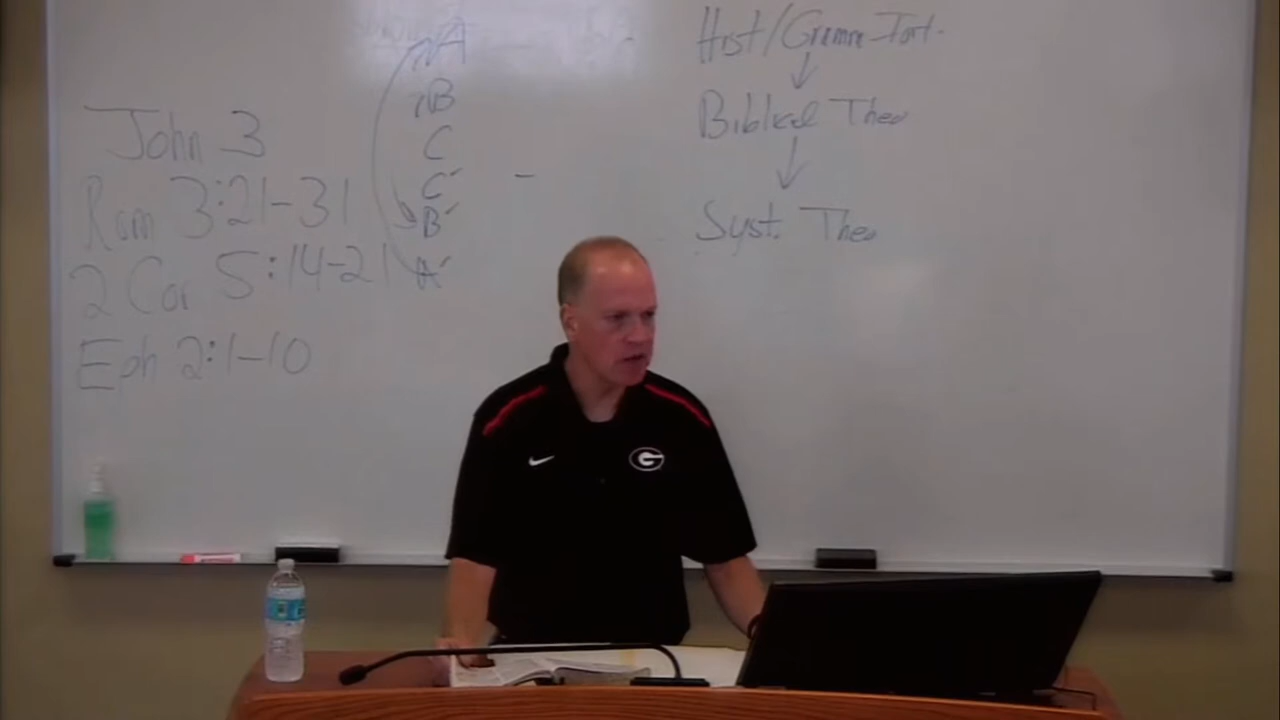 John 3
Rom 3:21-31
2 Cor 5:14-21
Eph 2:1-10
A
B
C
C´
B´
A´
Hist/Gramm Int.
↓
Biblical Theo
↓
Syst. Theo
G